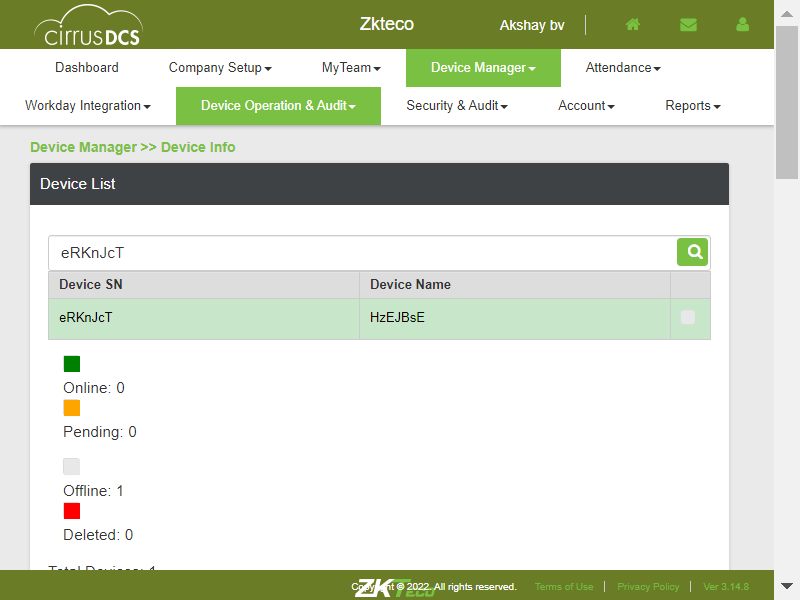 cirrusDCS
Zkteco
Akshay bv
Dashboard
Company Setup
MyTeam
Device Manager
Attendance
Workday Integration
Device Operation & Audit
Security & Audit
Account
Reports
Device Manager >> Device Info
Device List
eRKnJcT
Device SN
Device Name
eRKnJcT
HzEJBsE
Online: 0
Pending: 0
Offline: 1
Deleted: 0
Total Devices: 1
ZKTECO
Copyright © 2022. All rights reserved.
Terms of Use
Privacy Policy
Ver 3.14.8